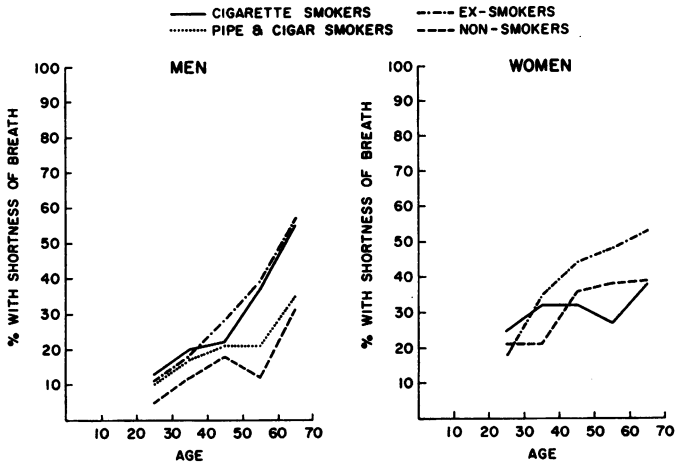 CIGARETTE SMOKERS
EX-SMOKERS
PIPE & CIGAR SMOKERS
NON-SMOKERS
MEN
% WITH SHORTNESS OF BREATH
100
90
80
70
60
50
40
30
20
10
10 20 30 40 50 60 70
AGE
WOMEN
% WITH SHORTNESS OF BREATH
100
90
80
70
60
50
40
30
20
10
10 20 30 40 50 60 70
AGE